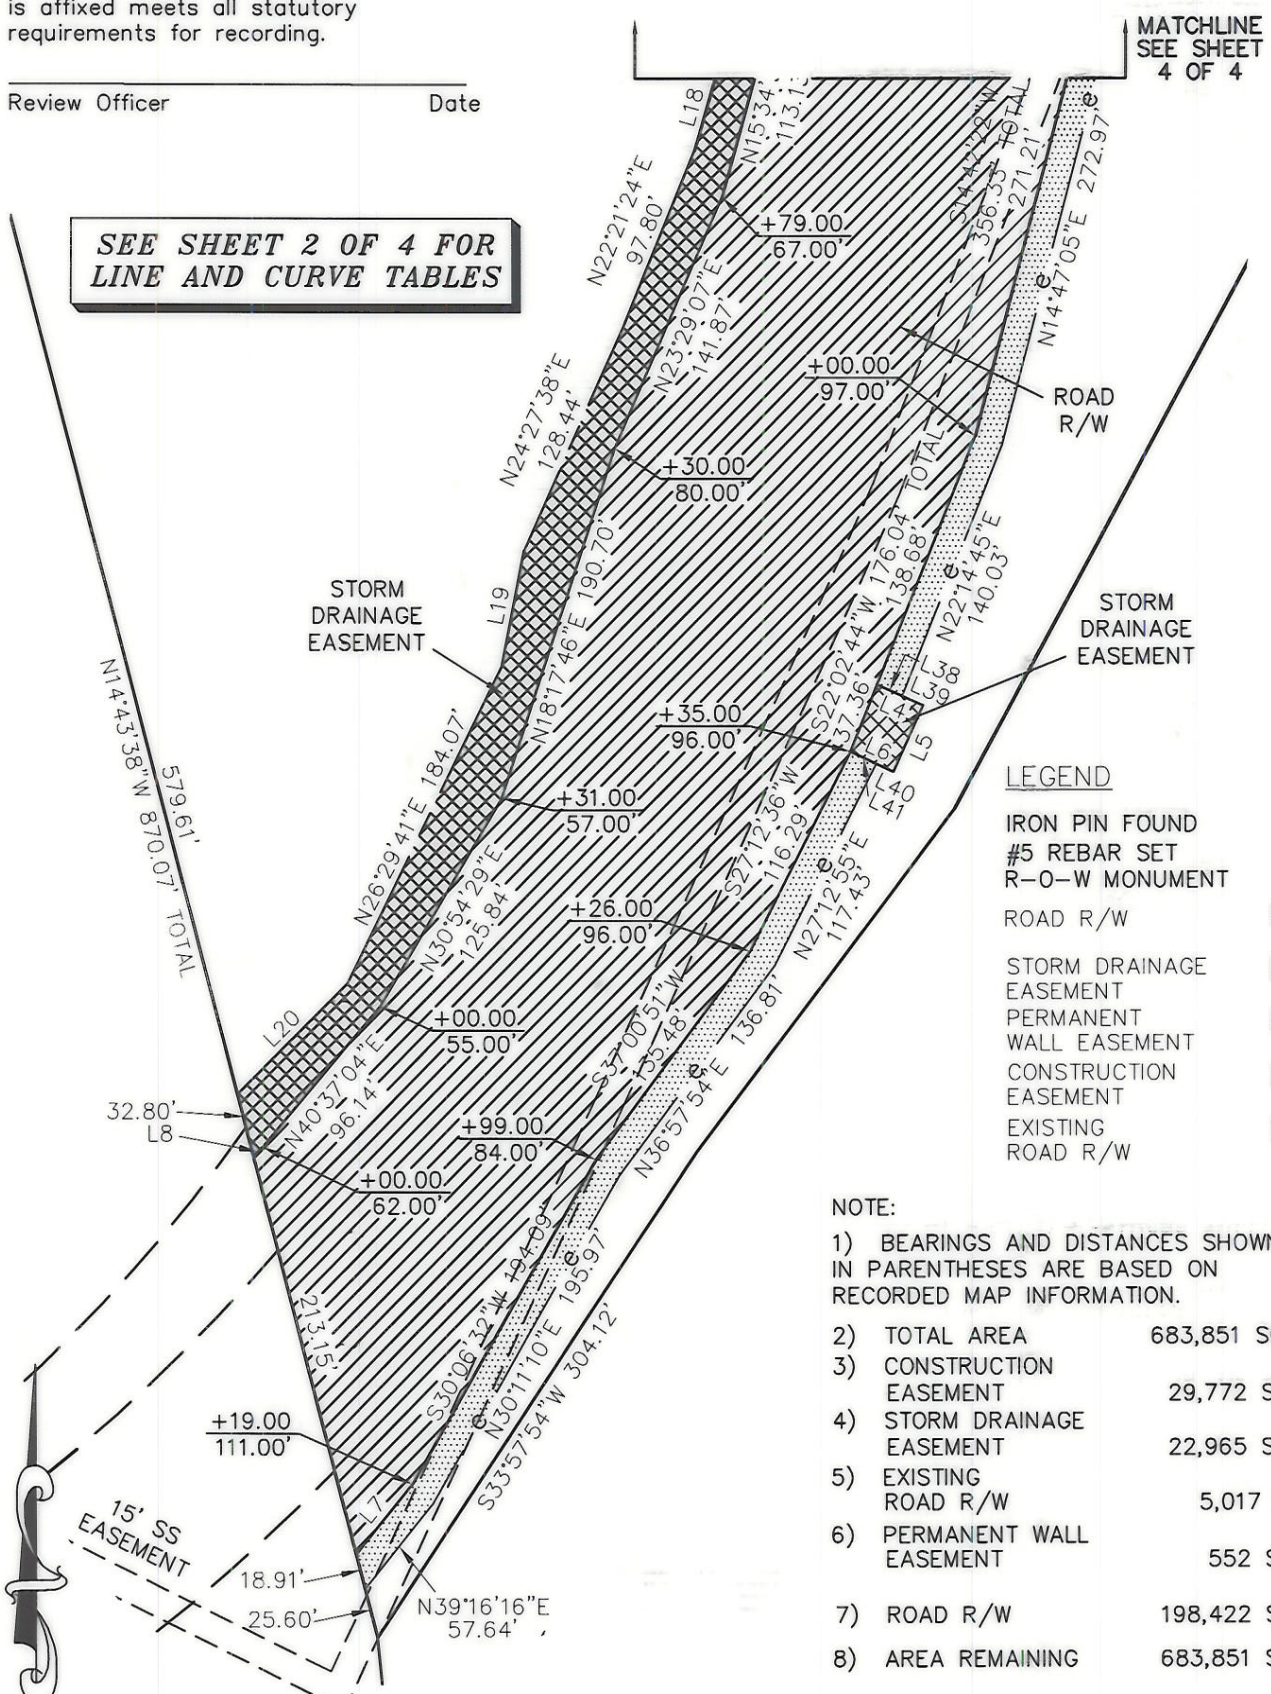 is affixed meets all statutory
requirements for recording.
Review Officer Date
MATCHLINE
SEE SHEET
4 OF 4
SEE SHEET 2 OF 4 FOR
LINE AND CURVE TABLES
L18
N15°34'
113.1
S14°42'22"W
356.33' TOTAL
271.21'
e
N14°47'05"E 272.97'
e
N22°21'24"E
97.80'
+79.00
67.00'
N23°29'07"E
141.87'
+00.00
97.00'
ROAD
R/W
N24°27'38"E
128.44'
+30.00
80.00'
N18°17'46"E 190.70'
S22°02'44"W 176.04' TOTAL
138.68'
37.36'
e
N22°14'45"E
140.03'
STORM
DRAINAGE
EASEMENT
L19
STORM
DRAINAGE
EASEMENT
L38
L39
L5
L40
L41
+35.00
96.00'
N14°43'38"W 870.07' TOTAL
579.61'
N26°29'41"E 184.07'
+31.00
57.00'
N30°54'29"E
125.84'
S27°12'36"W
116.29'
e
N27°12'55"E
117.43'
+26.00
96.00'
LEGEND
IRON PIN FOUND
#5 REBAR SET
R-O-W MONUMENT
ROAD R/W
STORM DRAINAGE
EASEMENT
PERMANENT
WALL EASEMENT
CONSTRUCTION
EASEMENT
EXISTING
ROAD R/W
L20
+00.00
55.00'
S37°00'51"W
135.48'
e
N36°57'54"E 136.81'
32.80'
L8
N40°37'04"E
96.14'
+99.00
84.00'
+00.00
62.00'
213.15'
S30°06'32"W 194.09'
e
e
N30°11'10"E 195.97'
S33°57'54"W 304.12'
+19.00
111.00'
L7
15' SS
EASEMENT
18.91'
25.60'
N39°16'16"E
57.64'
NOTE:
1) BEARINGS AND DISTANCES SHOWN
IN PARENTHESES ARE BASED ON
RECORDED MAP INFORMATION.
2) TOTAL AREA 683,851 S
3) CONSTRUCTION
EASEMENT 29,772 S
4) STORM DRAINAGE
EASEMENT 22,965 S
5) EXISTING
ROAD R/W 5,017
6) PERMANENT WALL
EASEMENT 552 S
7) ROAD R/W 198,422 S
8) AREA REMAINING 683,851 S